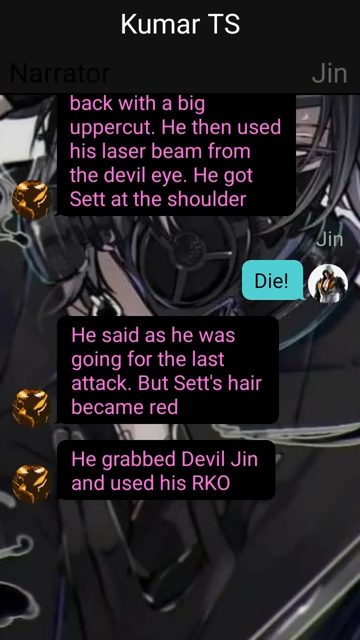 Kumar TS
Narrator
Jin
back with a big
uppercut. He then used
his laser beam from
the devil eye. He got
Sett at the shoulder
Jin
Die!
He said as he was
going for the last
attack. But Sett's hair
became red
He grabbed Devil Jin
and used his RKO